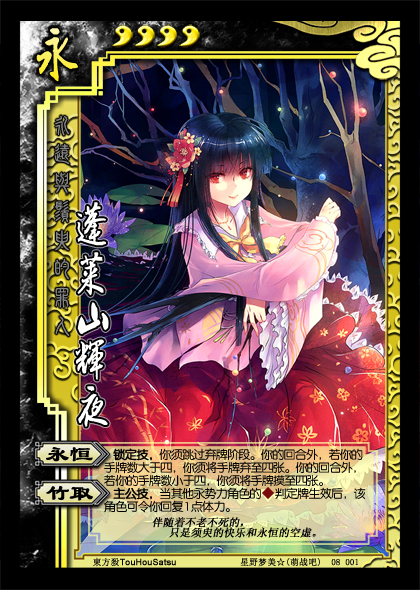 永
永遠與須臾的罪人
蓬萊山輝夜
永恒 锁定技，你须跳过弃牌阶段。你的回合外，若你的
手牌数大于四，你须将手牌弃至四张。你的回合外，
若你的手牌数小于四，你须将手牌摸至四张。
竹取 主公技，当其他永势力角色的◆判定牌生效后，该
角色可令你回复1点体力。
伴随着不老不死的，
只是须臾的快乐和永恒的空虚。
東方殺TouHouSatsu 星野梦美☆(萌战吧) 08 001